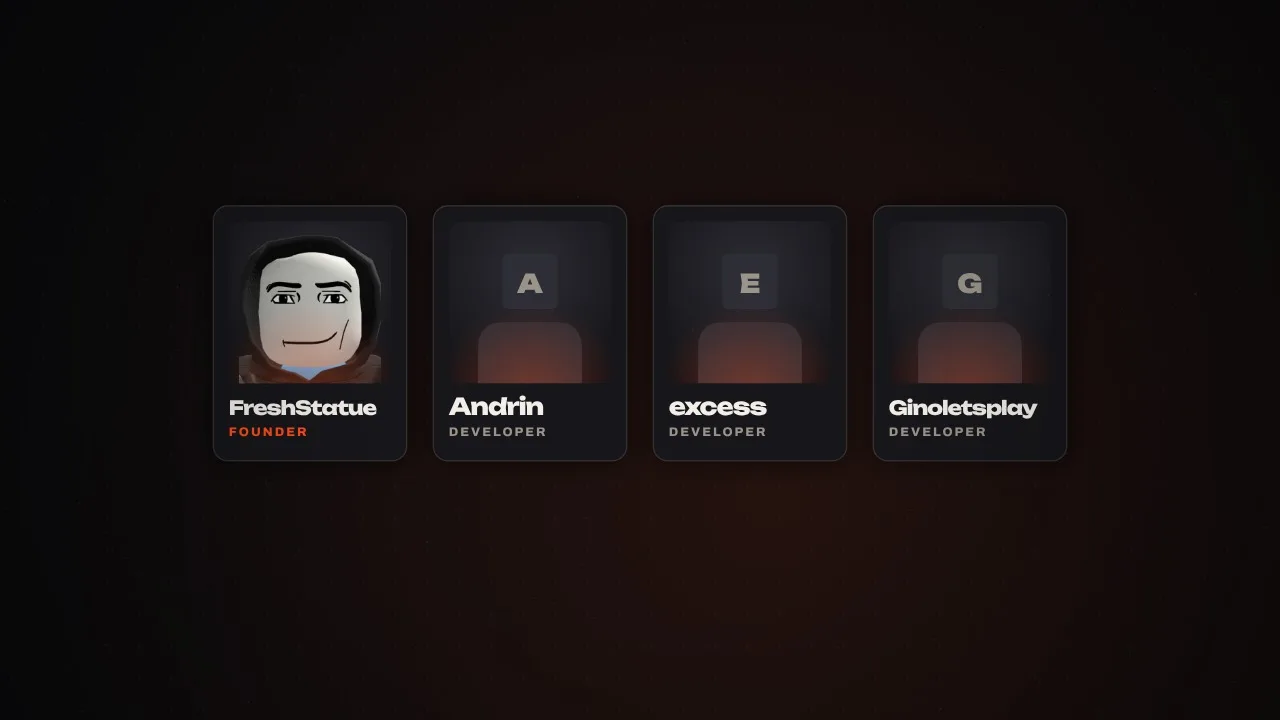 A
E
G
FreshStatue
FOUNDER
Andrin
DEVELOPER
excess
DEVELOPER
Ginoletsplay
DEVELOPER